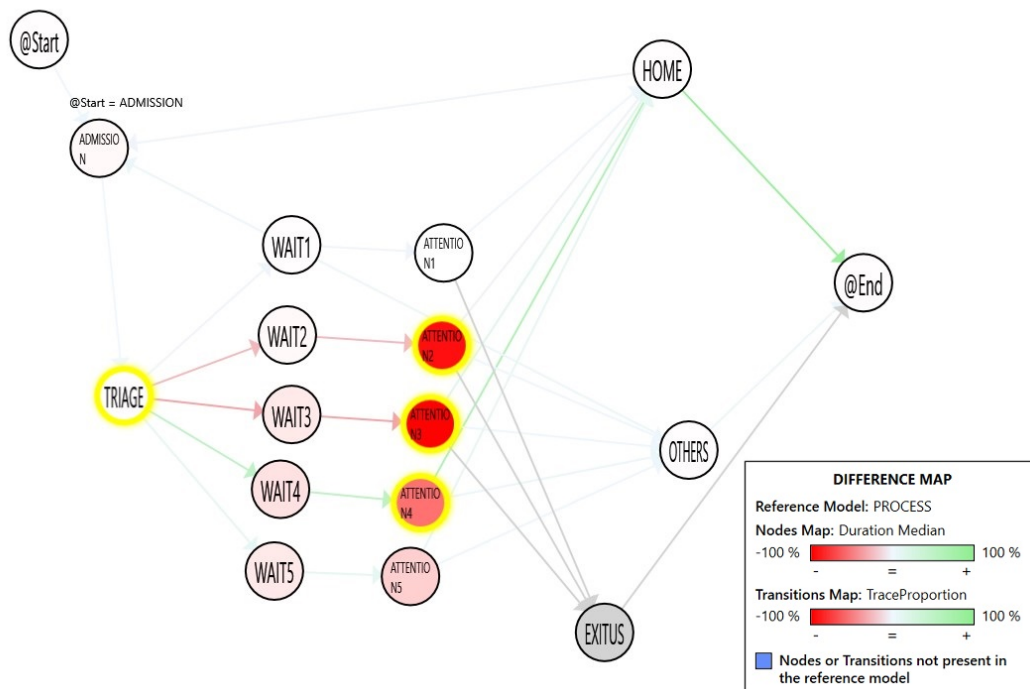 @Start
HOME
@Start = ADMISSION
ADMISSIO
N
WAIT1
ATTENTIO
N1
@End
WAIT2
ATTENTIO
N2
TRIAGE
WAIT3
ATTENTIO
N3
OTHERS
WAIT4
ATTENTIO
N4
WAIT5
ATTENTIO
N5
EXITUS
DIFFERENCE MAP
Reference Model: PROCESS
Nodes Map: Duration Median
-100 % 100 %
- = +
Transitions Map: TraceProportion
-100 % 100 %
- = +
Nodes or Transitions not present in
the reference model